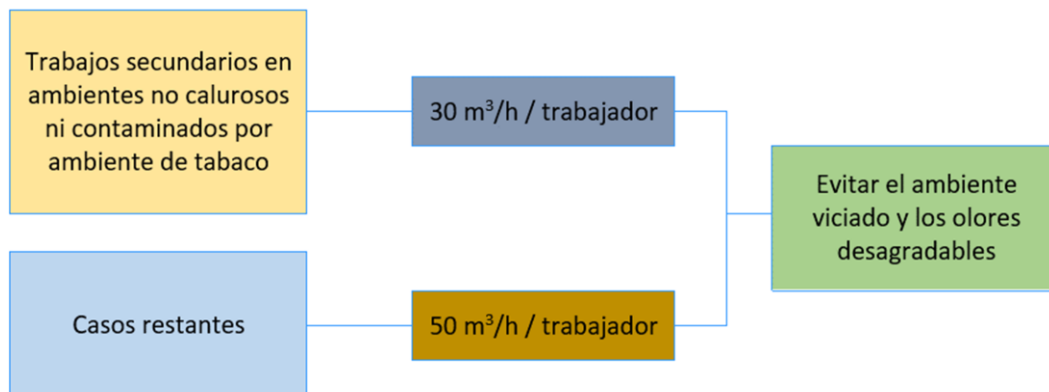 Trabajos secundarios en
ambientes no calurosos
ni contaminados por
ambiente de tabaco
30 m³/h / trabajador
Evitar el ambiente
viciado y los olores
desagradables
Casos restantes
50 m³/h / trabajador